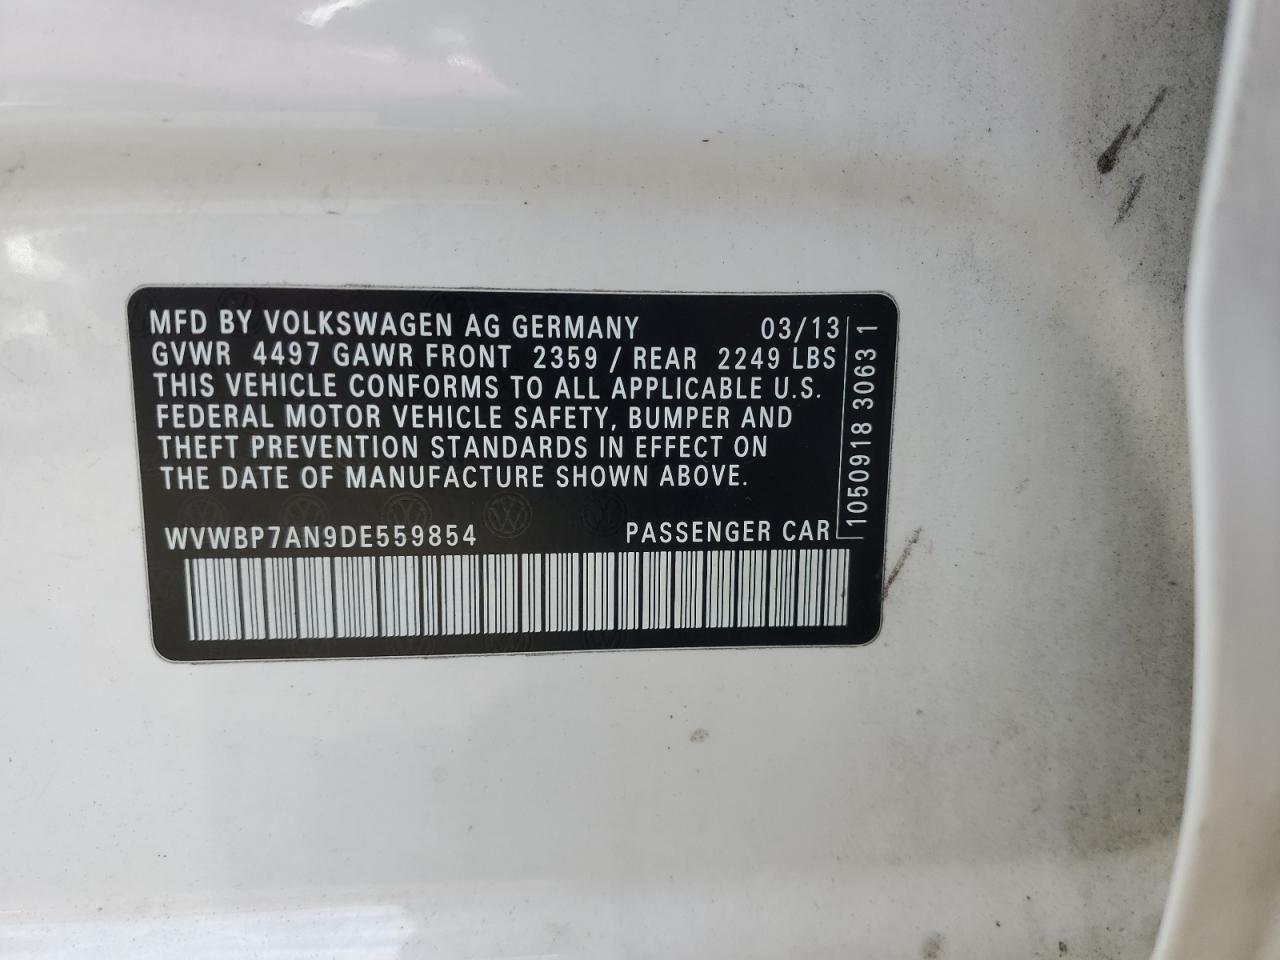 MFD BY VOLKSWAGEN AG GERMANY 03/13
GVWR 4497 GAWR FRONT 2359 / REAR 2249 LBS
THIS VEHICLE CONFORMS TO ALL APPLICABLE U.S.
FEDERAL MOTOR VEHICLE SAFETY, BUMPER AND
THEFT PREVENTION STANDARDS IN EFFECT ON
THE DATE OF MANUFACTURE SHOWN ABOVE.
WVWBP7AN9DE559854 PASSENGER CAR
1050918 3063 1